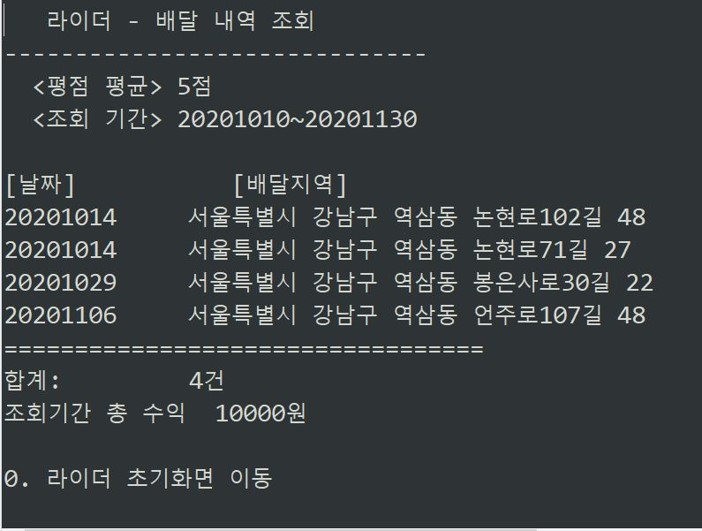 라이더 - 배달 내역 조회
------------------------------
<평점 평균> 5점
<조회 기간> 20201010~20201130
[날짜] [배달지역]
20201014 서울특별시 강남구 역삼동 논현로102길 48
20201014 서울특별시 강남구 역삼동 논현로71길 27
20201029 서울특별시 강남구 역삼동 봉은사로30길 22
20201106 서울특별시 강남구 역삼동 언주로107길 48
==================================
합계: 4건
조회기간 총 수익 10000원
0. 라이더 초기화면 이동